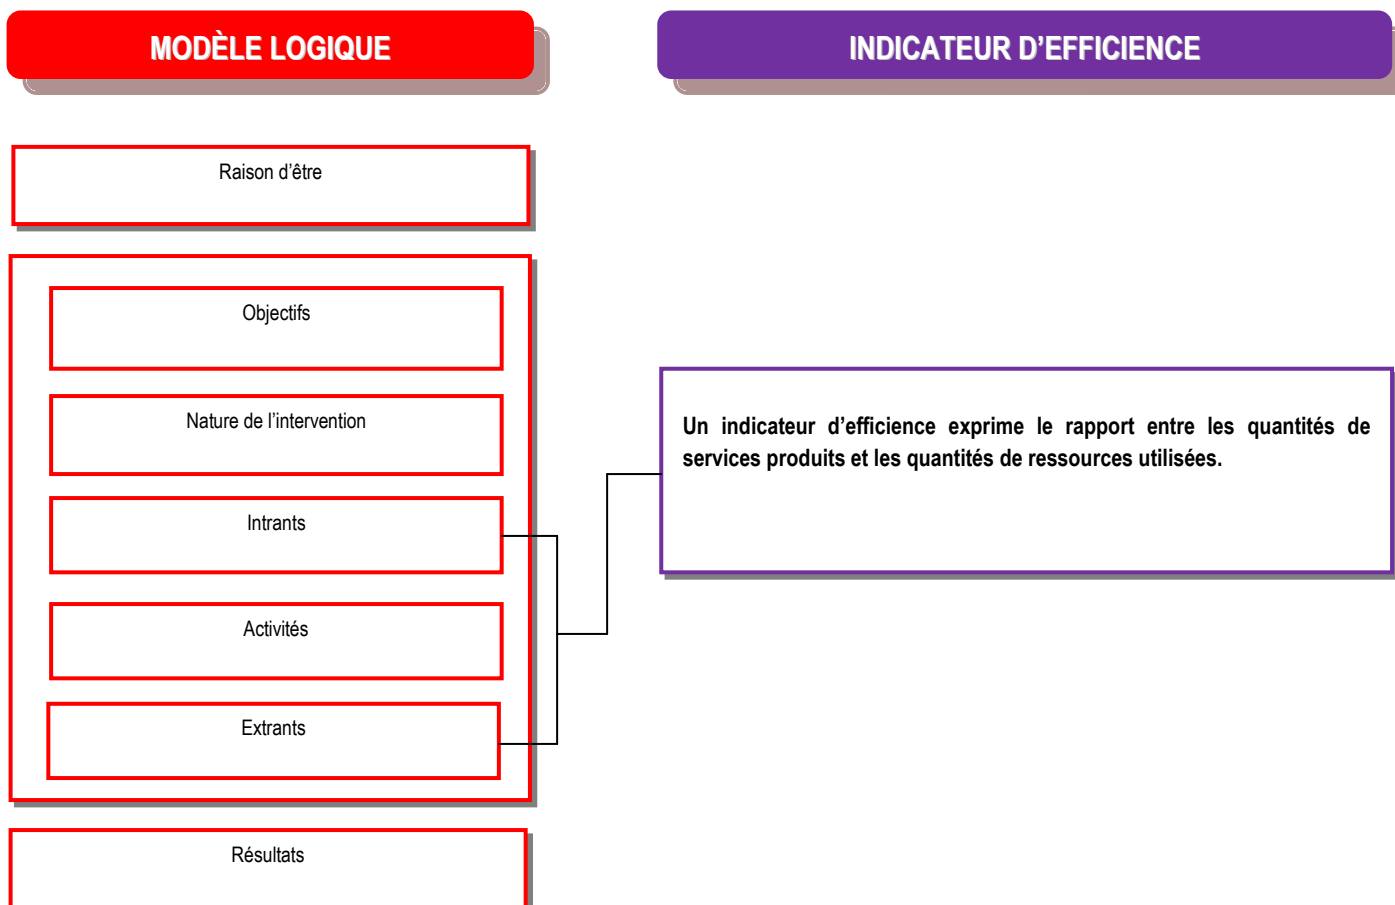 MODÈLE LOGIQUE
INDICATEUR D’EFFICIENCE
Raison d’être
Objectifs
Nature de l’intervention
Intrants
Activités
Extrants
Résultats
Un indicateur d’efficience exprime le rapport entre les quantités de
services produits et les quantités de ressources utilisées.